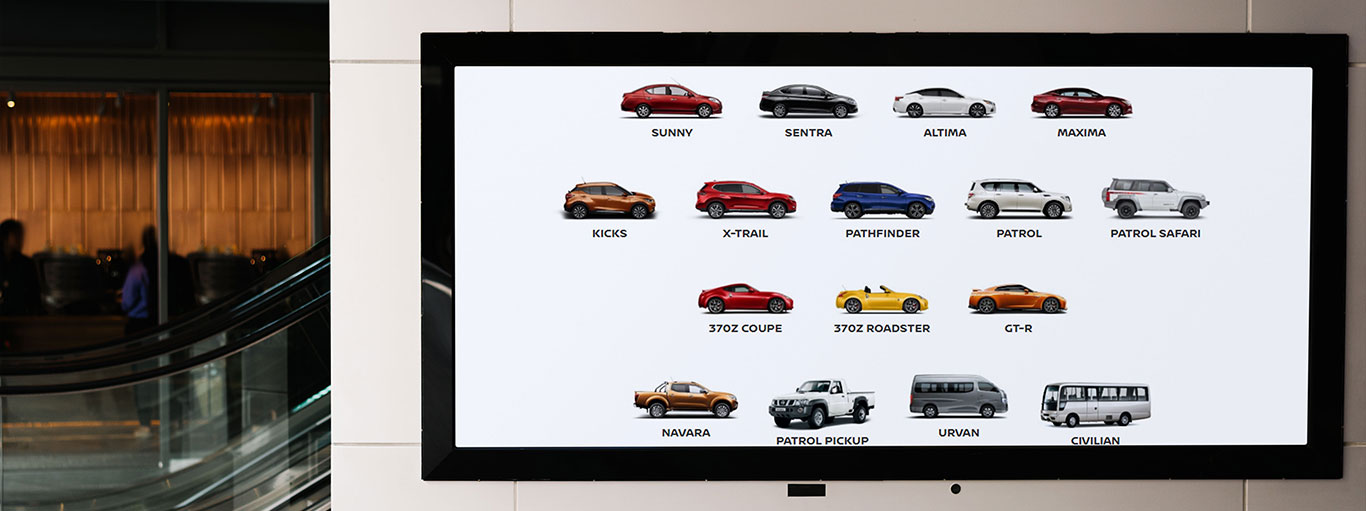 SUNNY SENTRA ALTIMA MAXIMA
KICKS X-TRAIL PATHFINDER PATROL PATROL SAFARI
370Z COUPE 370Z ROADSTER GT-R
NAVARA PATROL PICKUP URVAN CIVILIAN